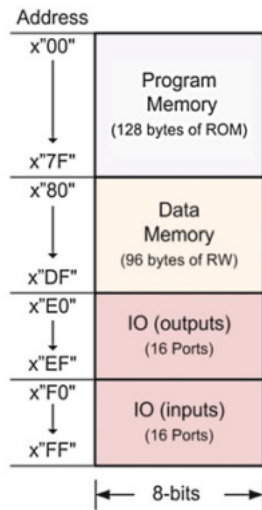 Address
x"00"
Program
Memory
(128 bytes of ROM)
x"7F"
x"80"
Data
Memory
(96 bytes of RW)
x"DF"
x"E0"
IO (outputs)
(16 Ports)
x"EF"
x"F0"
IO (inputs)
(16 Ports)
x"FF"
8-bits